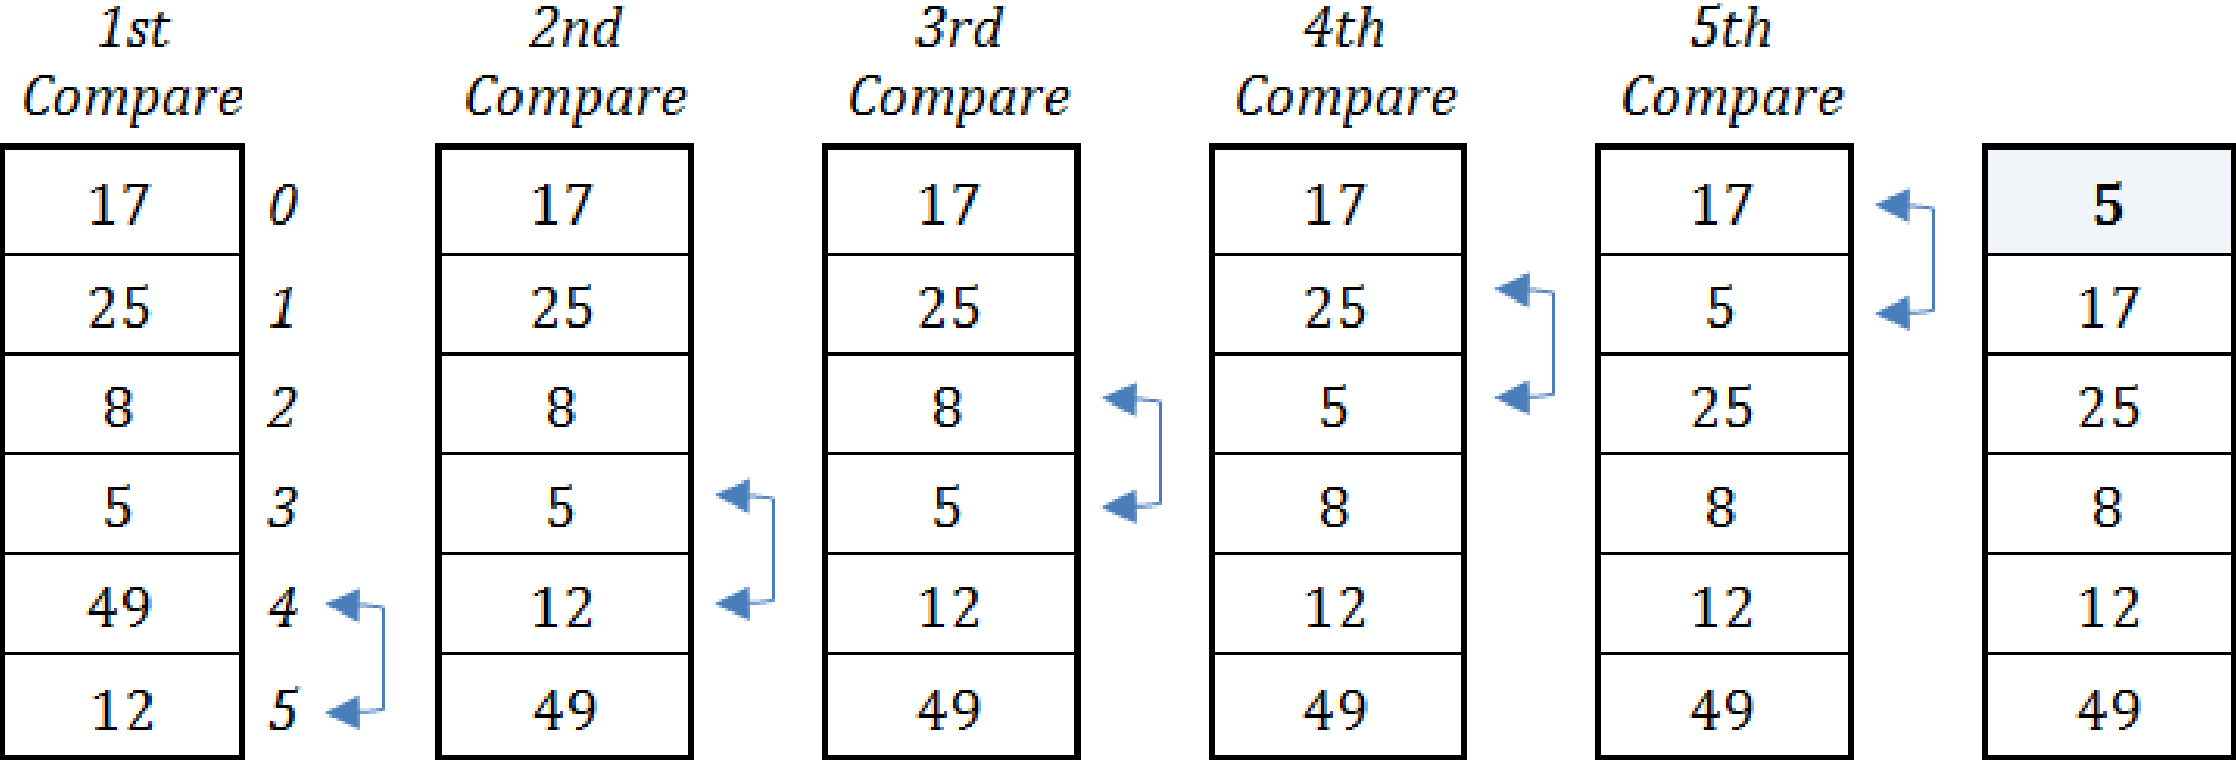 1st 2nd 3rd 4th 5th
Compare Compare Compare Compare Compare
17 0 17 17 17 17 5
25 1 25 25 25 5 17
8 2 8 8 5 25 25
5 3 5 5 8 8 8
49 4 12 12 12 12 12
12 5 49 49 49 49 49